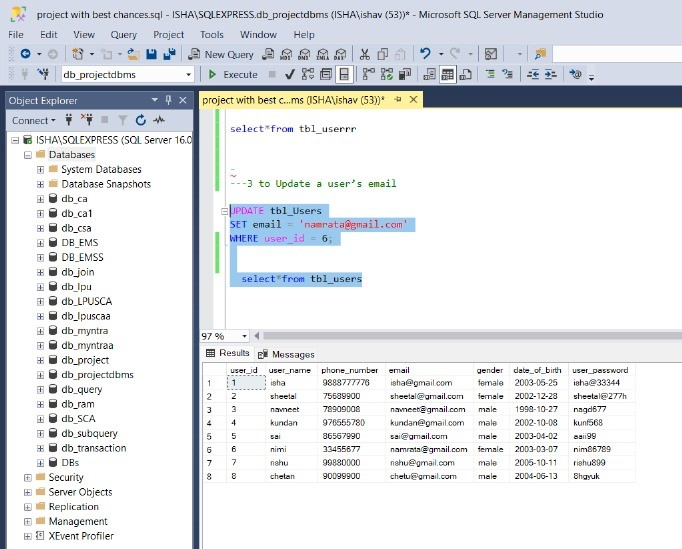 project with best chances.sql - ISHA\SQLEXPRESS.db_projectdbms (ISHA\ishav (53))* - Microsoft SQL Server Management Studio
File Edit View Query Project Tools Window Help
New Query
db_projectdbms Execute
Object Explorer
project with best c...ms (ISHA\ishav (53))*
Connect
ISHA\SQLEXPRESS (SQL Server 16.0
Databases
System Databases
Database Snapshots
db_ca
db_ca1
db_csa
DB_EMS
DB_EMSS
db_join
db_lpu
db_LPUSCA
db_lpuscaa
db_myntra
db_myntraa
db_project
db_projectdbms
db_query
db_ram
db_SCA
db_subquery
db_transaction
DBs
Security
Server Objects
Replication
Management
XEvent Profiler
select*from tbl_userrr
-
---3 to Update a user's email
UPDATE tbl_Users
SET email = 'namrata@gmail.com'
WHERE user_id = 6;
select*from tbl_users
97 %
Results Messages
user_id user_name phone_number email gender date_of_birth user_password
1 1 isha 9888777776 isha@gmail.com female 2003-05-25 isha@33344
2 2 sheetal 75689900 sheetal@gmail.com female 2002-12-28 sheetal@277h
3 3 navneet 78909008 navneet@gmail.com male 1998-10-27 nagd677
4 4 kundan 976555780 kundan@gmail.com male 2002-10-08 kunf568
5 5 sai 86567990 sai@gmail.com male 2003-04-02 aaii99
6 6 nimi 33455677 namrata@gmail.com female 2003-03-07 nim86789
7 7 rishu 99880000 rishu@gmail.com male 2005-10-11 rishu899
8 8 chetan 90099900 chetu@gmail.com male 2004-06-13 8hgyuk